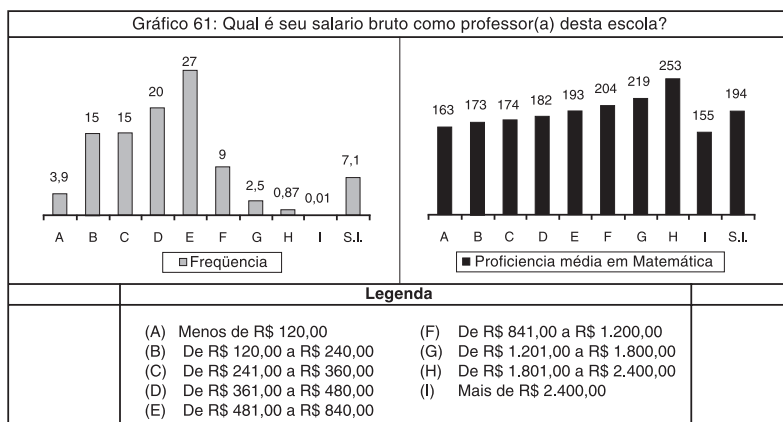 Gráfico 61: Qual é seu salario bruto como professor(a) desta escola?
3,9 15 15 20 27 9 2,5 0,87 0,01 7,1
A B C D E F G H I S.I.
Freqüencia
163 173 174 182 193 204 219 253 155 194
A B C D E F G H I S.I.
Proficiencia média em Matemática
Legenda
(A) Menos de R$ 120,00
(B) De R$ 120,00 a R$ 240,00
(C) De R$ 241,00 a R$ 360,00
(D) De R$ 361,00 a R$ 480,00
(E) De R$ 481,00 a R$ 840,00
(F) De R$ 841,00 a R$ 1.200,00
(G) De R$ 1.201,00 a R$ 1.800,00
(H) De R$ 1.801,00 a R$ 2.400,00
(I) Mais de R$ 2.400,00